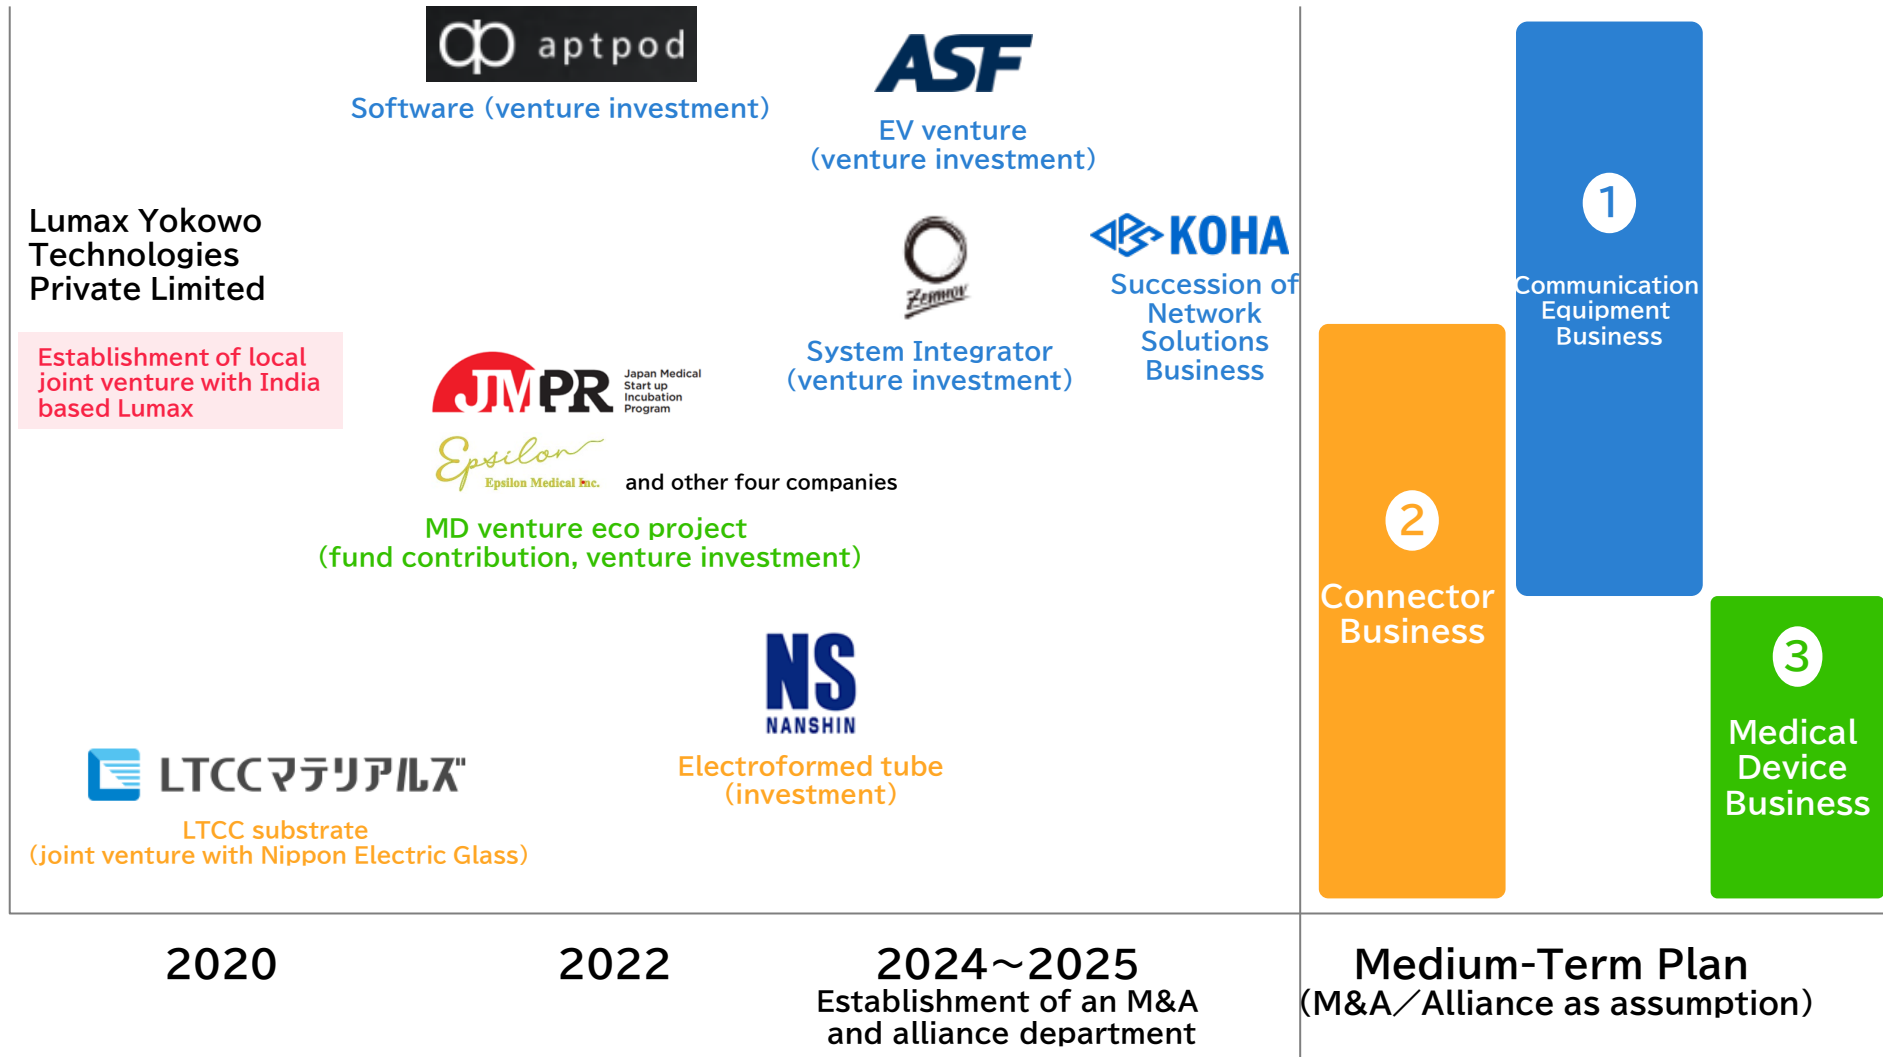 aptpod
Software (venture investment)
ASF
EV venture
(venture investment)
Lumax Yokowo
Technologies
Private Limited
Establishment of local
joint venture with India
based Lumax
Zenmov
System Integrator
(venture investment)
KOHA
Succession of
Network
Solutions
Business
JMPR
Japan Medical
Start up
Incubation
Program
Epsilon
Epsilon Medical Inc.
and other four companies
MD venture eco project
(fund contribution, venture investment)
NS
NANSHIN
Electroformed tube
(investment)
LTCCマテリアルズ
LTCC substrate
(joint venture with Nippon Electric Glass)
1
Communication
Equipment
Business
2
Connector
Business
3
Medical
Device
Business
2020
2022
2024～2025
Establishment of an M&A
and alliance department
Medium-Term Plan
(M&A／Alliance as assumption)